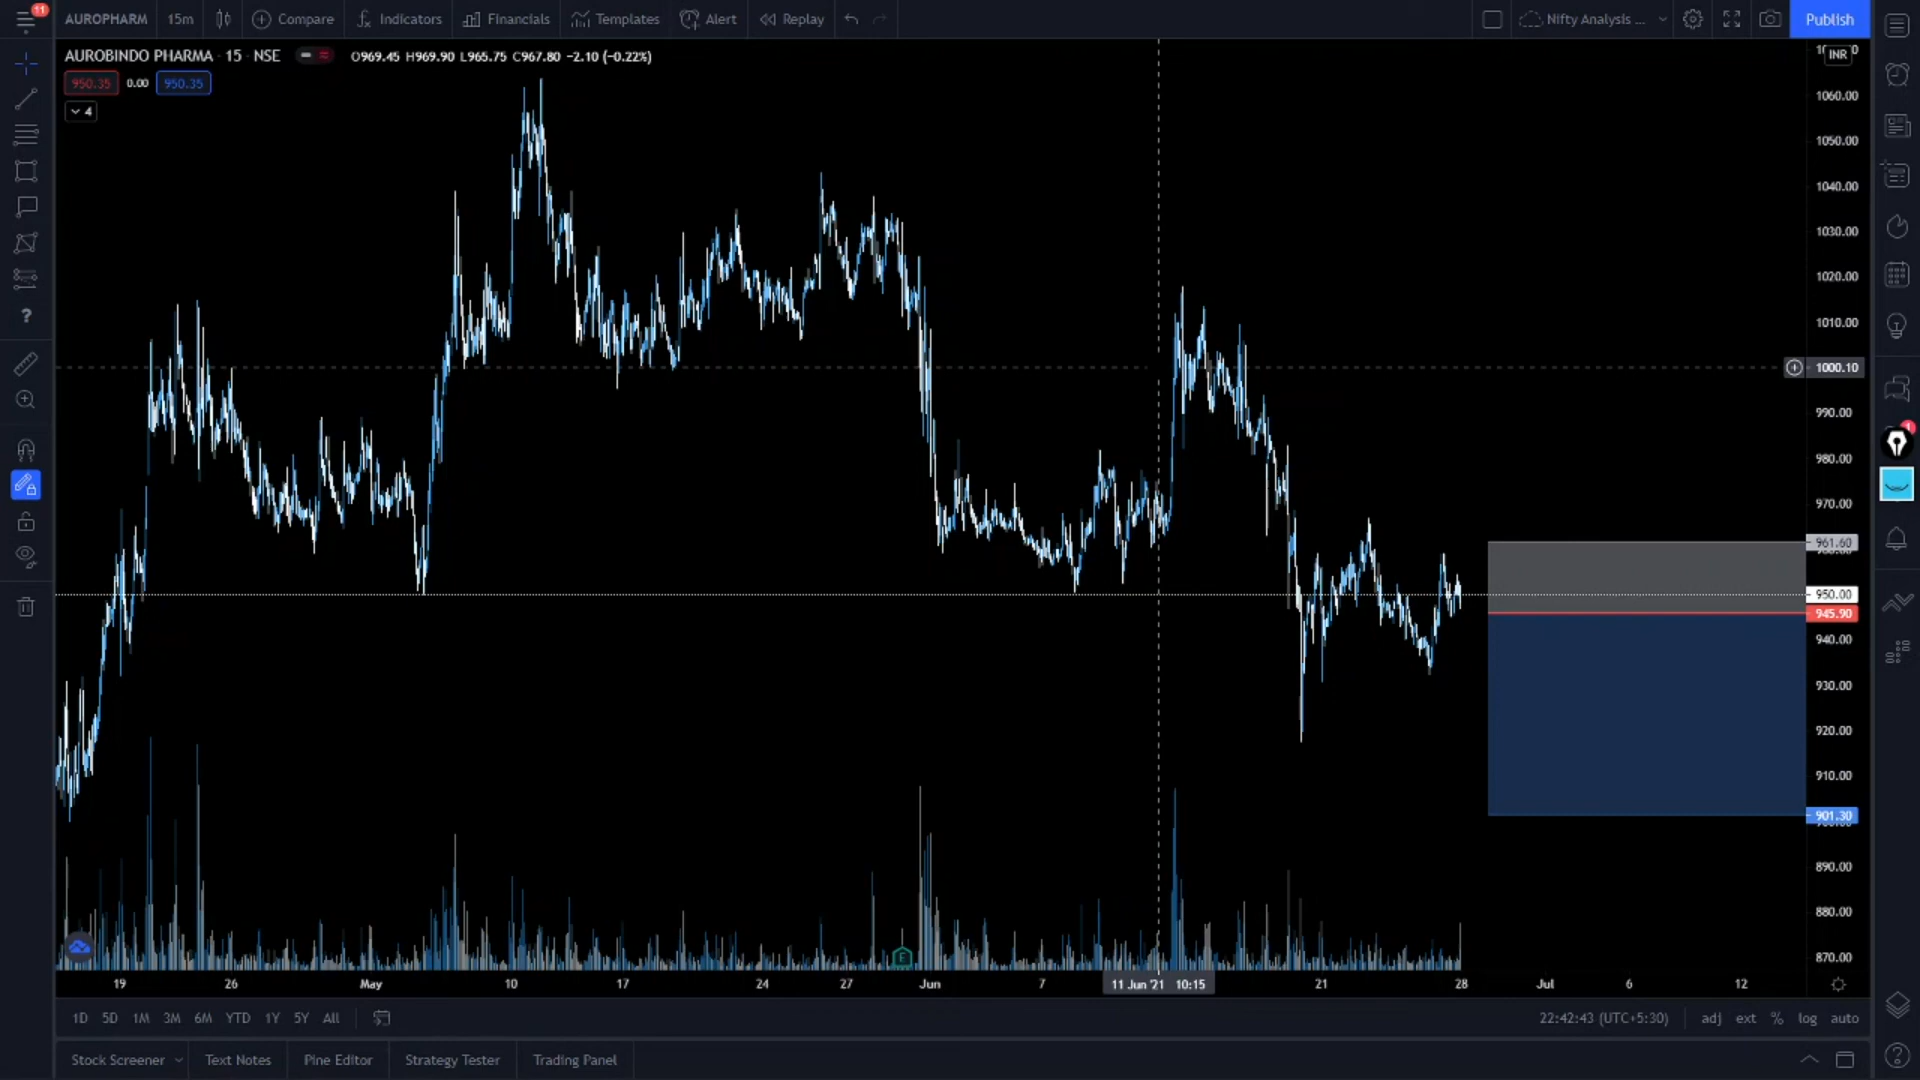 11
AUROPHARM 15m Compare Indicators Financials Templates Alert Replay Nifty Analysis ... Publish
AUROBINDO PHARMA · 15 · NSE O969.45 H969.90 L965.75 C967.80 −2.10 (−0.22%)
950.35 0.00 950.35
4
INR
1060.00
1050.00
1040.00
1030.00
1020.00
1010.00
1000.10
990.00
980.00
970.00
961.60
950.00
945.90
940.00
930.00
920.00
910.00
901.30
890.00
880.00
870.00
E
19 26 May 10 17 24 27 Jun 7 11 Jun '21 10:15 21 28 Jul 6 12
1D 5D 1M 3M 6M YTD 1Y 5Y All 22:42:43 (UTC+5:30) adj ext % log auto
Stock Screener Text Notes Pine Editor Strategy Tester Trading Panel